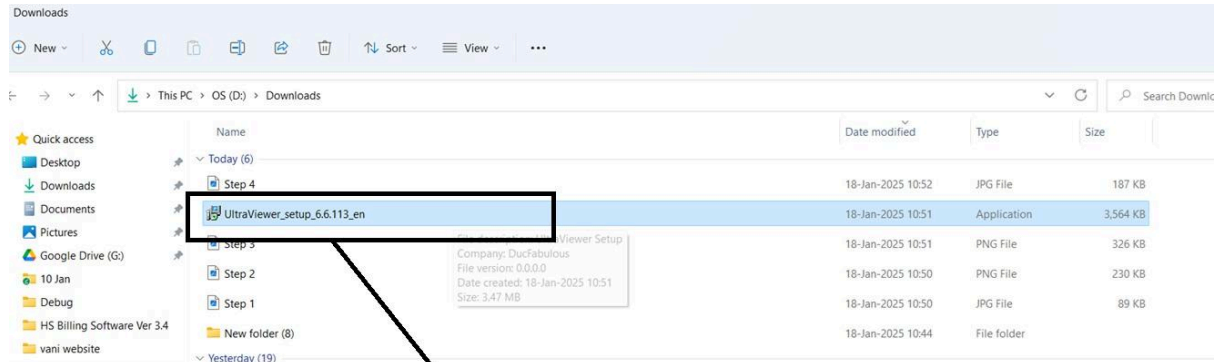 Downloads
New Sort View ...
This PC > OS (D:) > Downloads Search Downlo
Name Date modified Type Size
Quick access
Today (6)
Desktop
Downloads Step 4 18-Jan-2025 10:52 JPG File 187 KB
Documents UltraViewer_setup_6.6.113_en 18-Jan-2025 10:51 Application 3,564 KB
Pictures
Step 3 18-Jan-2025 10:51 PNG File 326 KB
File description: UltraViewer Setup
Company: DucFabulous
File version: 0.0.0.0
Date created: 18-Jan-2025 10:51
Size: 3.47 MB
Google Drive (G:)
10 Jan Step 2 18-Jan-2025 10:50 PNG File 230 KB
Debug Step 1 18-Jan-2025 10:50 JPG File 89 KB
HS Billing Software Ver 3.4
New folder (8) 18-Jan-2025 10:44 File folder
vani website
Yesterday (19)